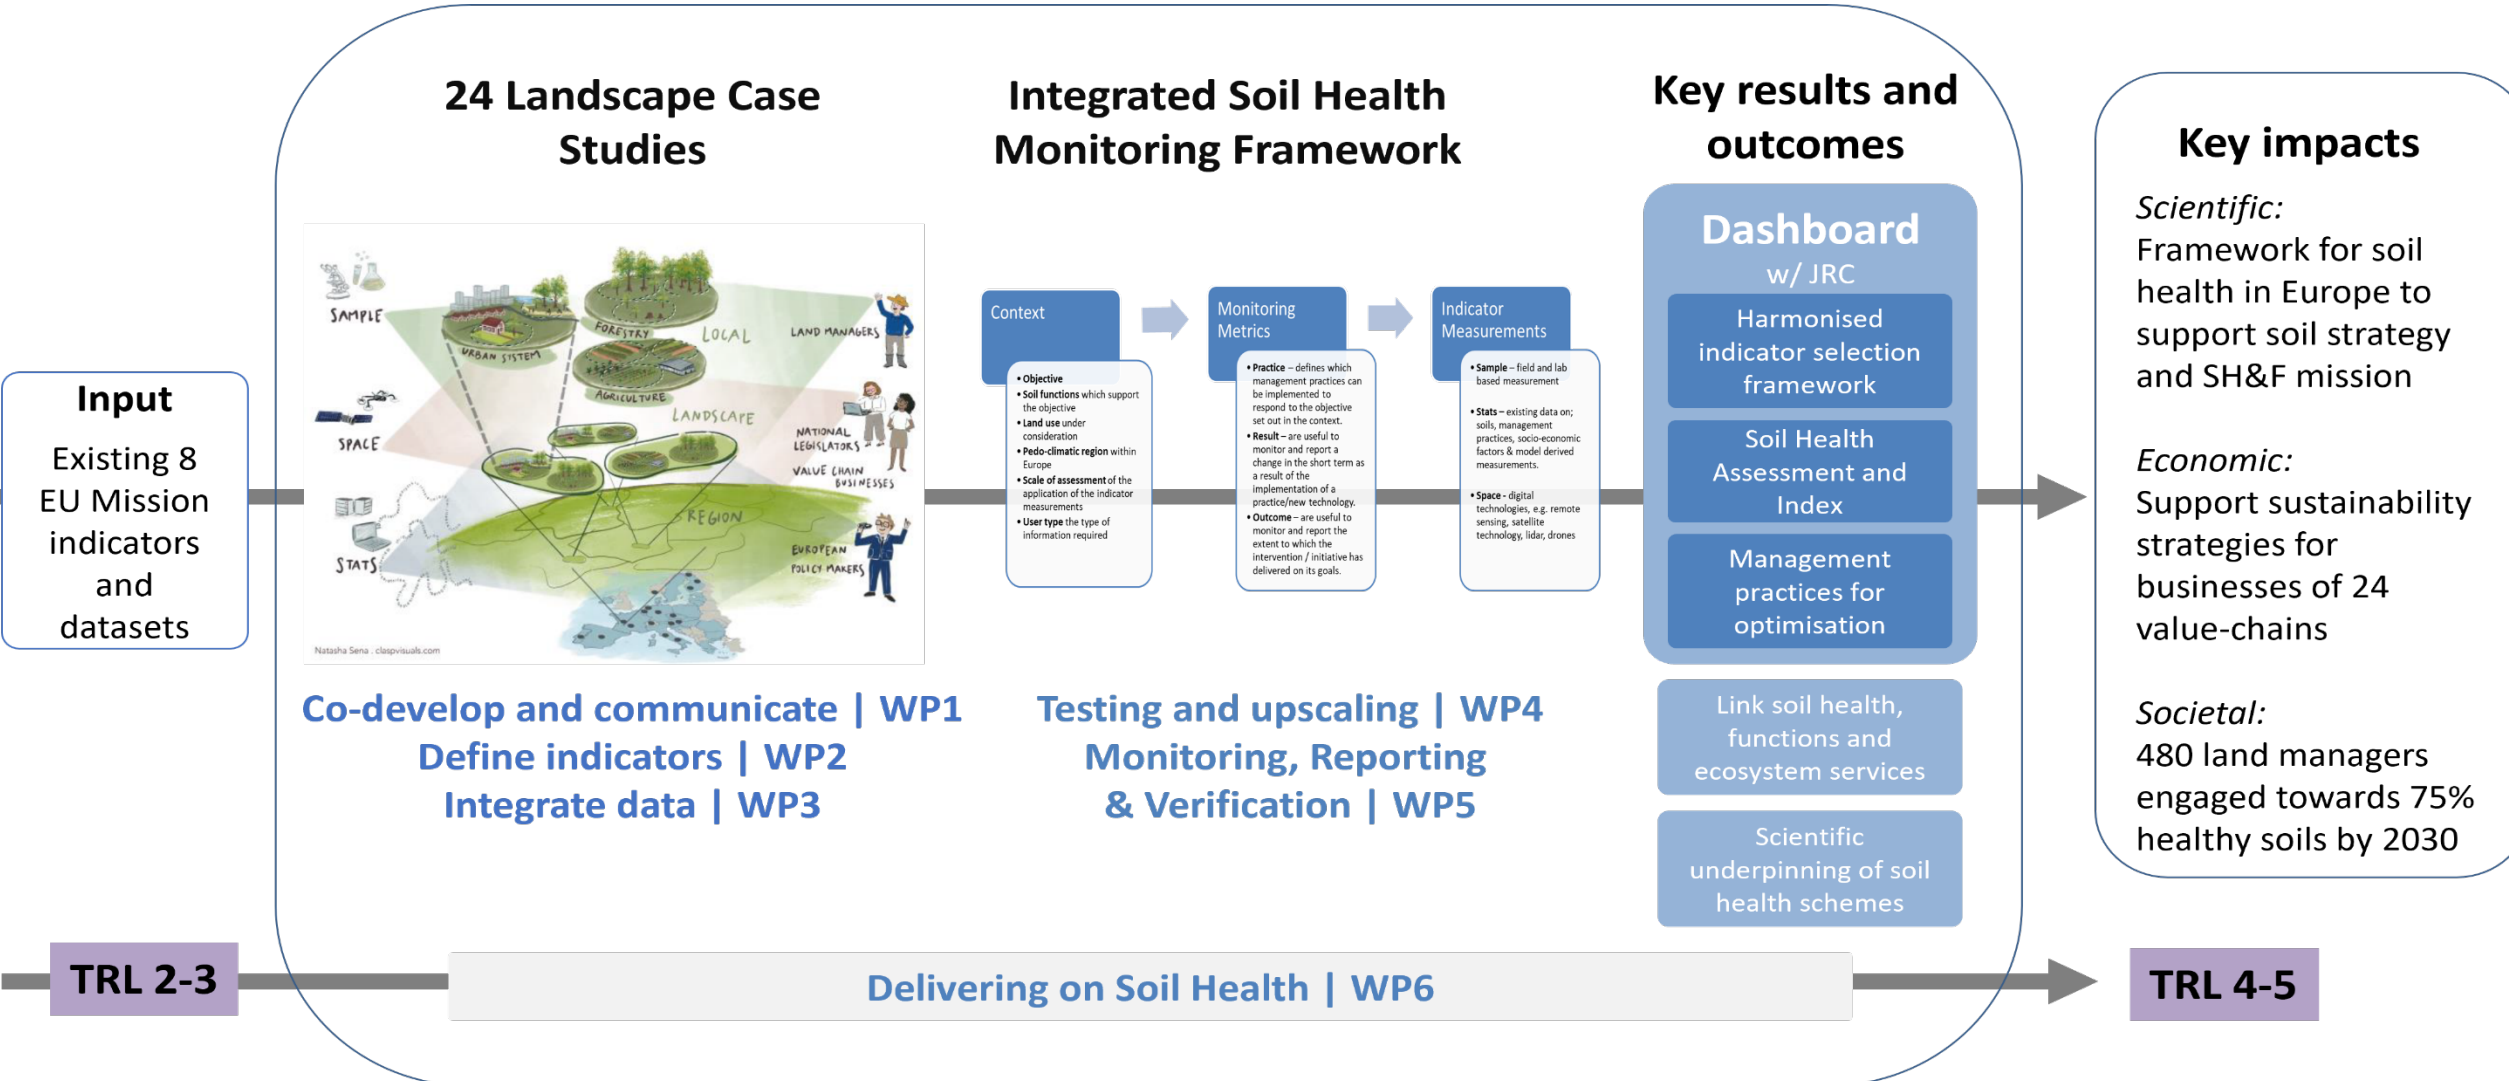 Input
Existing 8
EU Mission
indicators
and
datasets
24 Landscape Case
Studies
SAMPLE
SPACE
STATS
URBAN SYSTEM
FORESTRY
AGRICULTURE
LOCAL
LANDSCAPE
REGION
LAND MANAGERS
NATIONAL
LEGISLATORS
VALUE CHAIN
BUSINESSES
EUROPEAN
POLICY MAKERS
Natasha Sena . claspvisuals.com
Co-develop and communicate | WP1
Define indicators | WP2
Integrate data | WP3
Integrated Soil Health
Monitoring Framework
Context
• Objective
• Soil functions which support
the objective
• Land use under
consideration
• Pedo-climatic region within
Europe
• Scale of assessment of the
application of the indicator
measurements
• User type the type of
information required
Monitoring
Metrics
• Practice – defines which
management practices can
be implemented to
respond to the objective
set out in the context.
• Result – are useful to
monitor and report a
change in the short term as
a result of the
implementation of a
practice/new technology.
• Outcome – are useful to
monitor and report the
extent to which the
intervention / initiative has
delivered on its goals.
Indicator
Measurements
• Sample – field and lab
based measurement
• Stats – existing data on;
soils, management
practices, socio-economic
factors & model derived
measurements.
• Space - digital
technologies, e.g. remote
sensing, satellite
technology, lidar, drones
Testing and upscaling | WP4
Monitoring, Reporting
& Verification | WP5
Key results and
outcomes
Dashboard
w/ JRC
Harmonised
indicator selection
framework
Soil Health
Assessment and
Index
Management
practices for
optimisation
Link soil health,
functions and
ecosystem services
Scientific
underpinning of soil
health schemes
Key impacts
Scientific:
Framework for soil
health in Europe to
support soil strategy
and SH&F mission
Economic:
Support sustainability
strategies for
businesses of 24
value-chains
Societal:
480 land managers
engaged towards 75%
healthy soils by 2030
TRL 2-3
Delivering on Soil Health | WP6
TRL 4-5